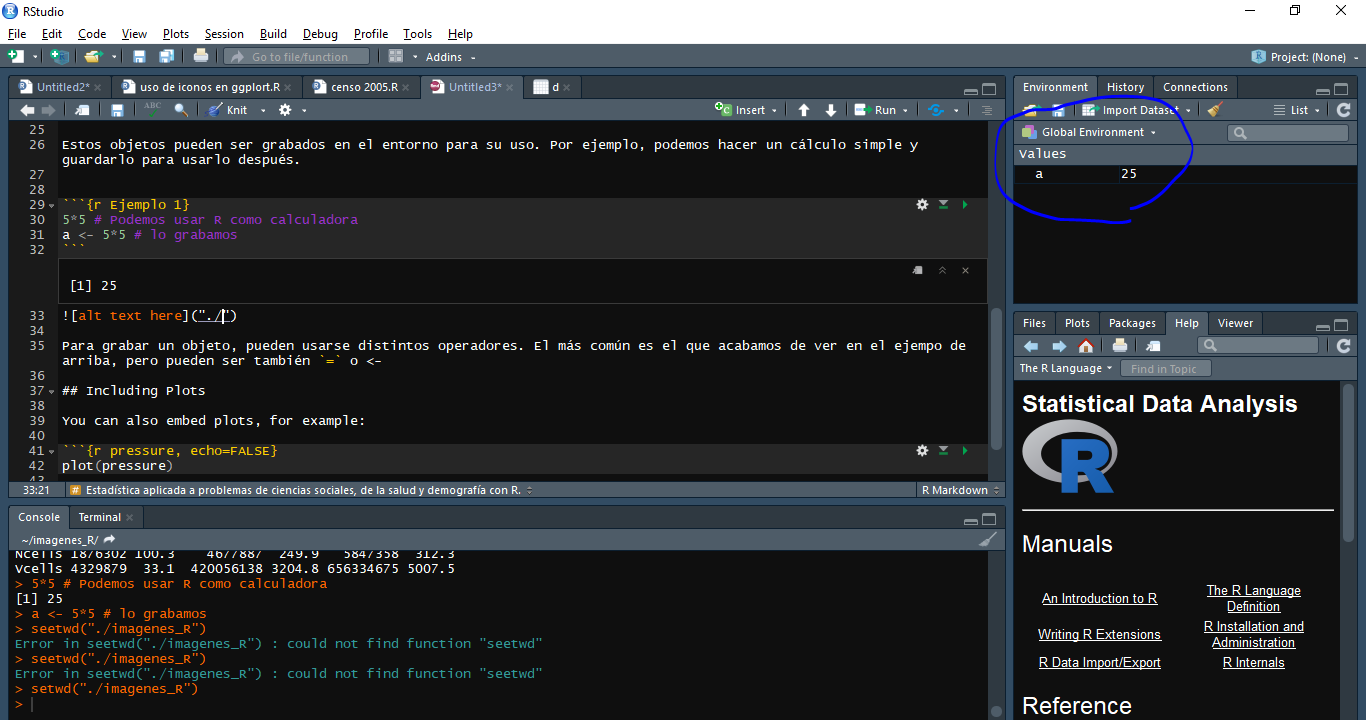 RStudio
File Edit Code View Plots Session Build Debug Profile Tools Help
Go to file/function Addins Project: (None)
Untitled2* uso de iconos en ggplort.R censo 2005.R Untitled3* d
ABC Knit Insert Run
25
26 Estos objetos pueden ser grabados en el entorno para su uso. Por ejemplo, podemos hacer un cálculo simple y
guardarlo para usarlo después.
27
28
29 ```{r Ejemplo 1}
30 5*5 # Podemos usar R como calculadora
31 a <- 5*5 # lo grabamos
32 ```
[1] 25
33 ![alt text here]("./")
34
35 Para grabar un objeto, pueden usarse distintos operadores. El más común es el que acabamos de ver en el ejempo de
arriba, pero pueden ser también `=` o <-
36
37 ## Including Plots
38
39 You can also embed plots, for example:
40
41 ```{r pressure, echo=FALSE}
42 plot(pressure)
43
33:21 # Estadística aplicada a problemas de ciencias sociales, de la salud y demografía con R. R Markdown
Console Terminal
~/imagenes_R/
Ncells 1876302 100.3 4677887 249.9 5847358 312.3
Vcells 4329879 33.1 420056138 3204.8 656334675 5007.5
> 5*5 # Podemos usar R como calculadora
[1] 25
> a <- 5*5 # lo grabamos
> seetwd("./imagenes_R")
Error in seetwd("./imagenes_R") : could not find function "seetwd"
> seetwd("./imagenes_R")
Error in seetwd("./imagenes_R") : could not find function "seetwd"
> setwd("./imagenes_R")
>
Environment History Connections
Import Dataset List
Global Environment
Values
a 25
Files Plots Packages Help Viewer
The R Language Find in Topic
Statistical Data Analysis
R
Manuals
An Introduction to R
The R Language
Definition
Writing R Extensions
R Installation and
Administration
R Data Import/Export
R Internals
Reference